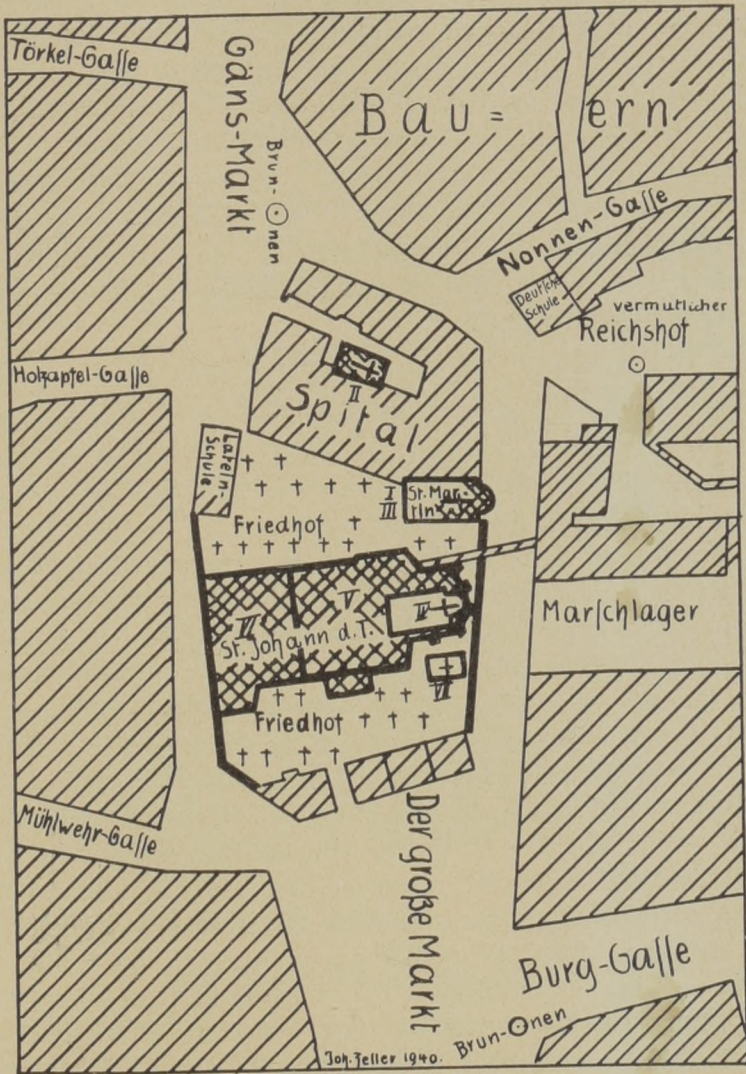 Törkel-Gasse
Gäns-Markt
Bau=ern
Brun-nen
Nonnen-Gasse
Deutsche
Schule
vermutlicher
Reichshof
Holzapfel-Gasse
II
Spital
Latein-
Schule
I
III
St. Mar-
tin
Friedhof
V
IV
VI
St. Johann d. T.
VII
Marschlager
Friedhof
Mühlwehr-Gasse
Der große Markt
Burg-Gasse
Brun-nen
Joh. Feller 1940.